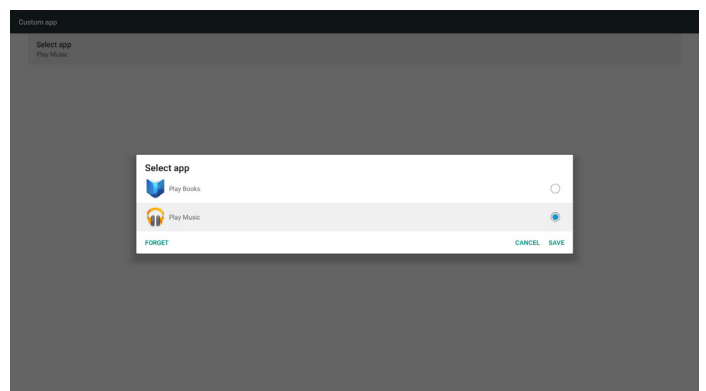 Custom app
Select app
Play Music
Select app
Play Books
Play Music
FORGET CANCEL SAVE